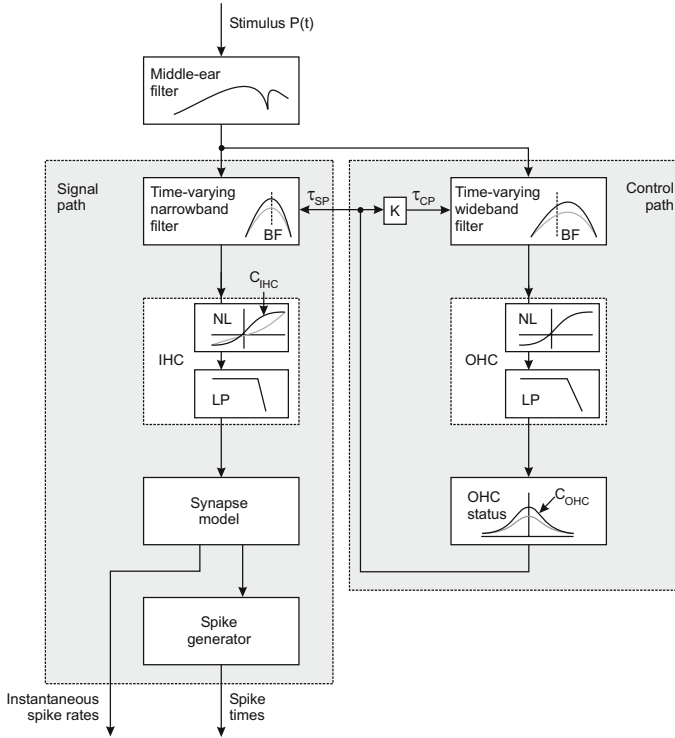 Stimulus P(t)
Middle-ear
filter
Signal
path
Time-varying
narrowband
filter
BF
τSP
K
τCP
Time-varying
wideband
filter
BF
Control
path
CIHC
NL
IHC
LP
NL
OHC
LP
Synapse
model
OHC
status
COHC
Spike
generator
Instantaneous
spike rates
Spike
times